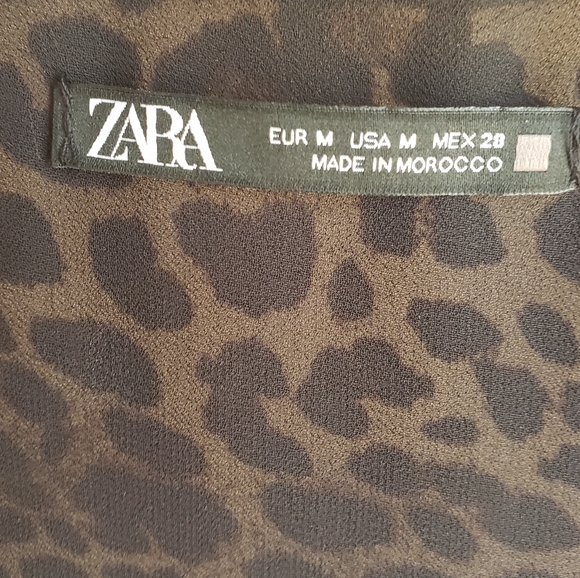 ZARA
EUR M USA M MEX 28
MADE IN MOROCCO